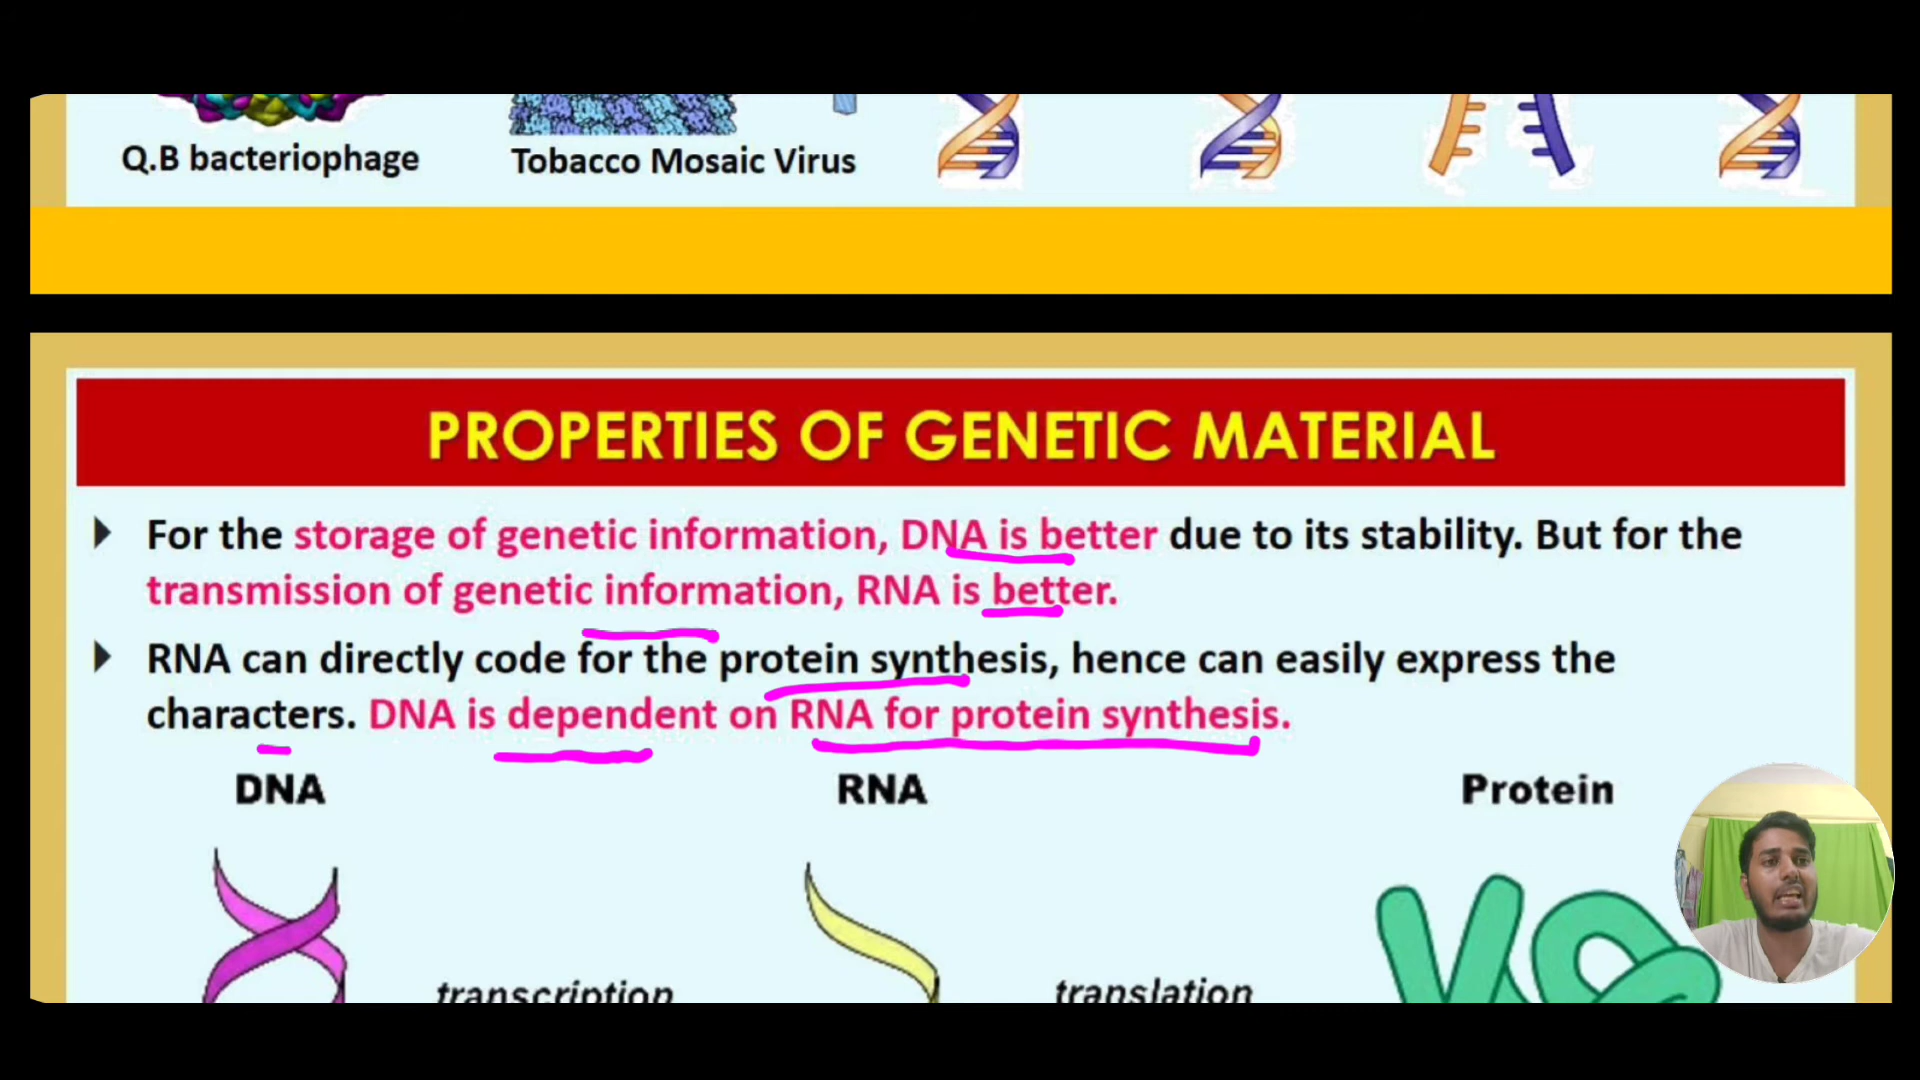 Q.B bacteriophage
Tobacco Mosaic Virus
PROPERTIES OF GENETIC MATERIAL
For the storage of genetic information, DNA is better due to its stability. But for the
transmission of genetic information, RNA is better.
RNA can directly code for the protein synthesis, hence can easily express the
characters. DNA is dependent on RNA for protein synthesis.
DNA
RNA
Protein
transcription
translation